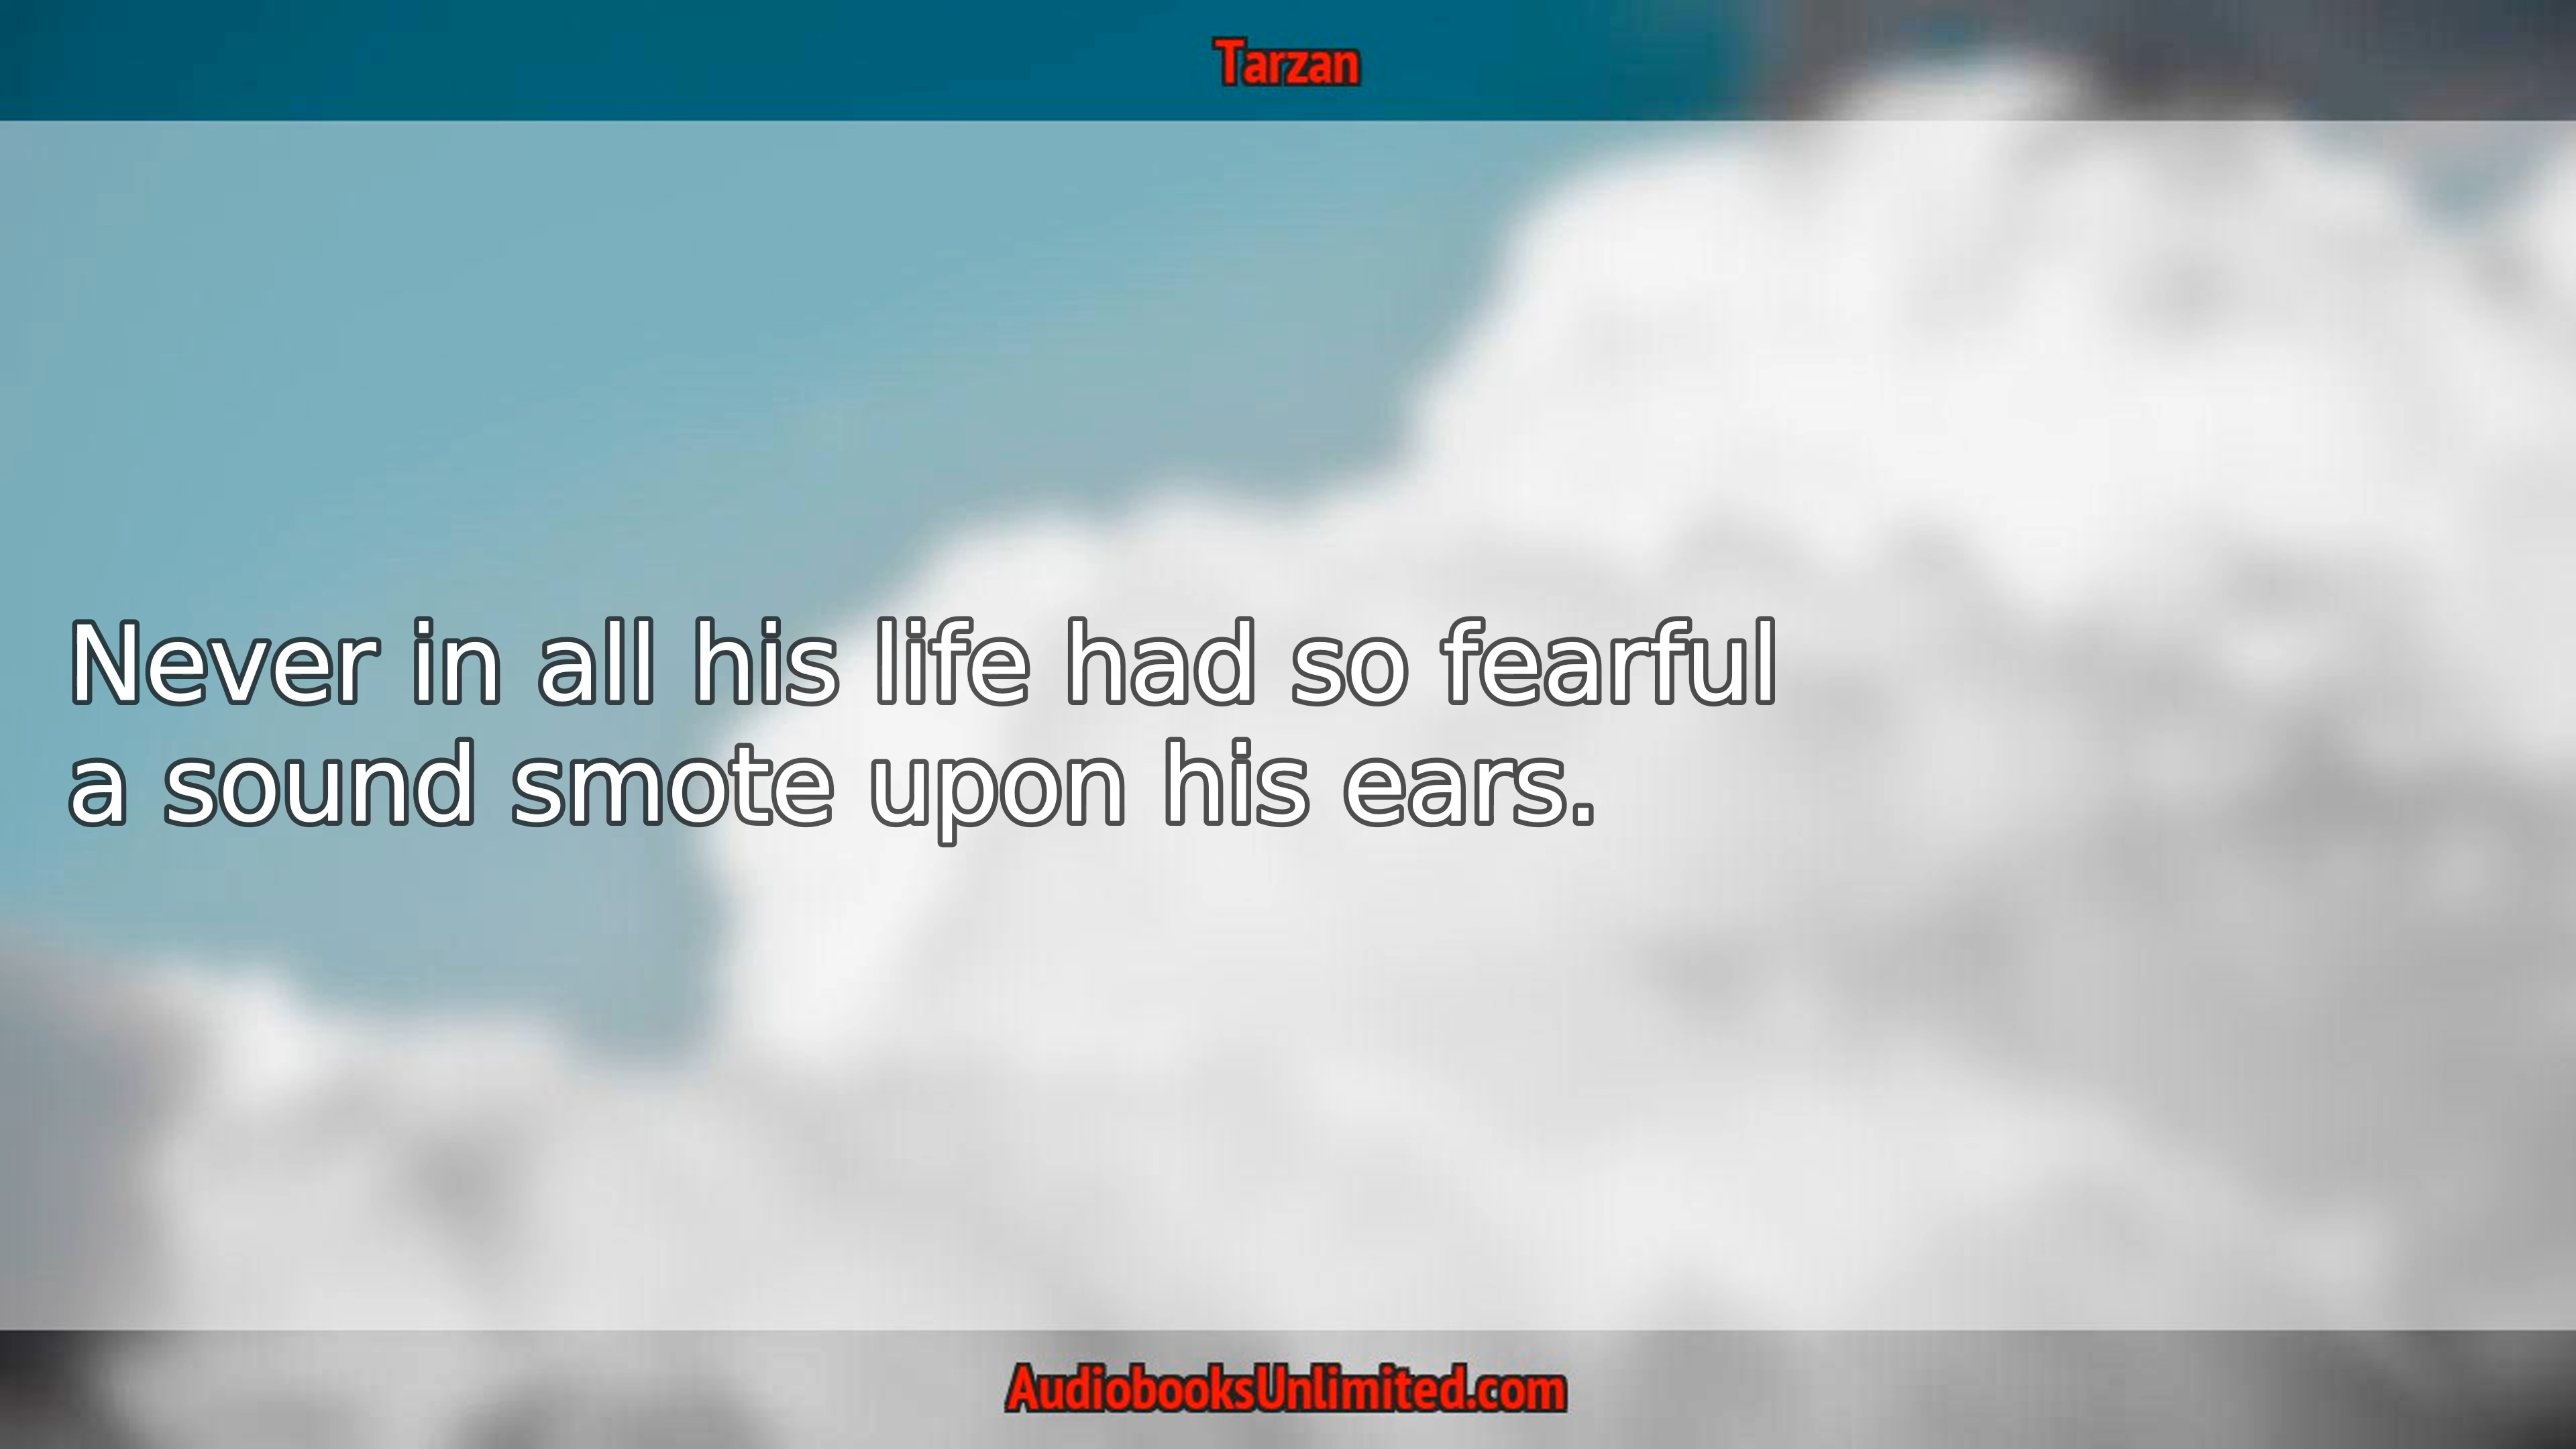 Tarzan
Never in all his life had so fearful
a sound smote upon his ears.
AudiobooksUnlimited.com